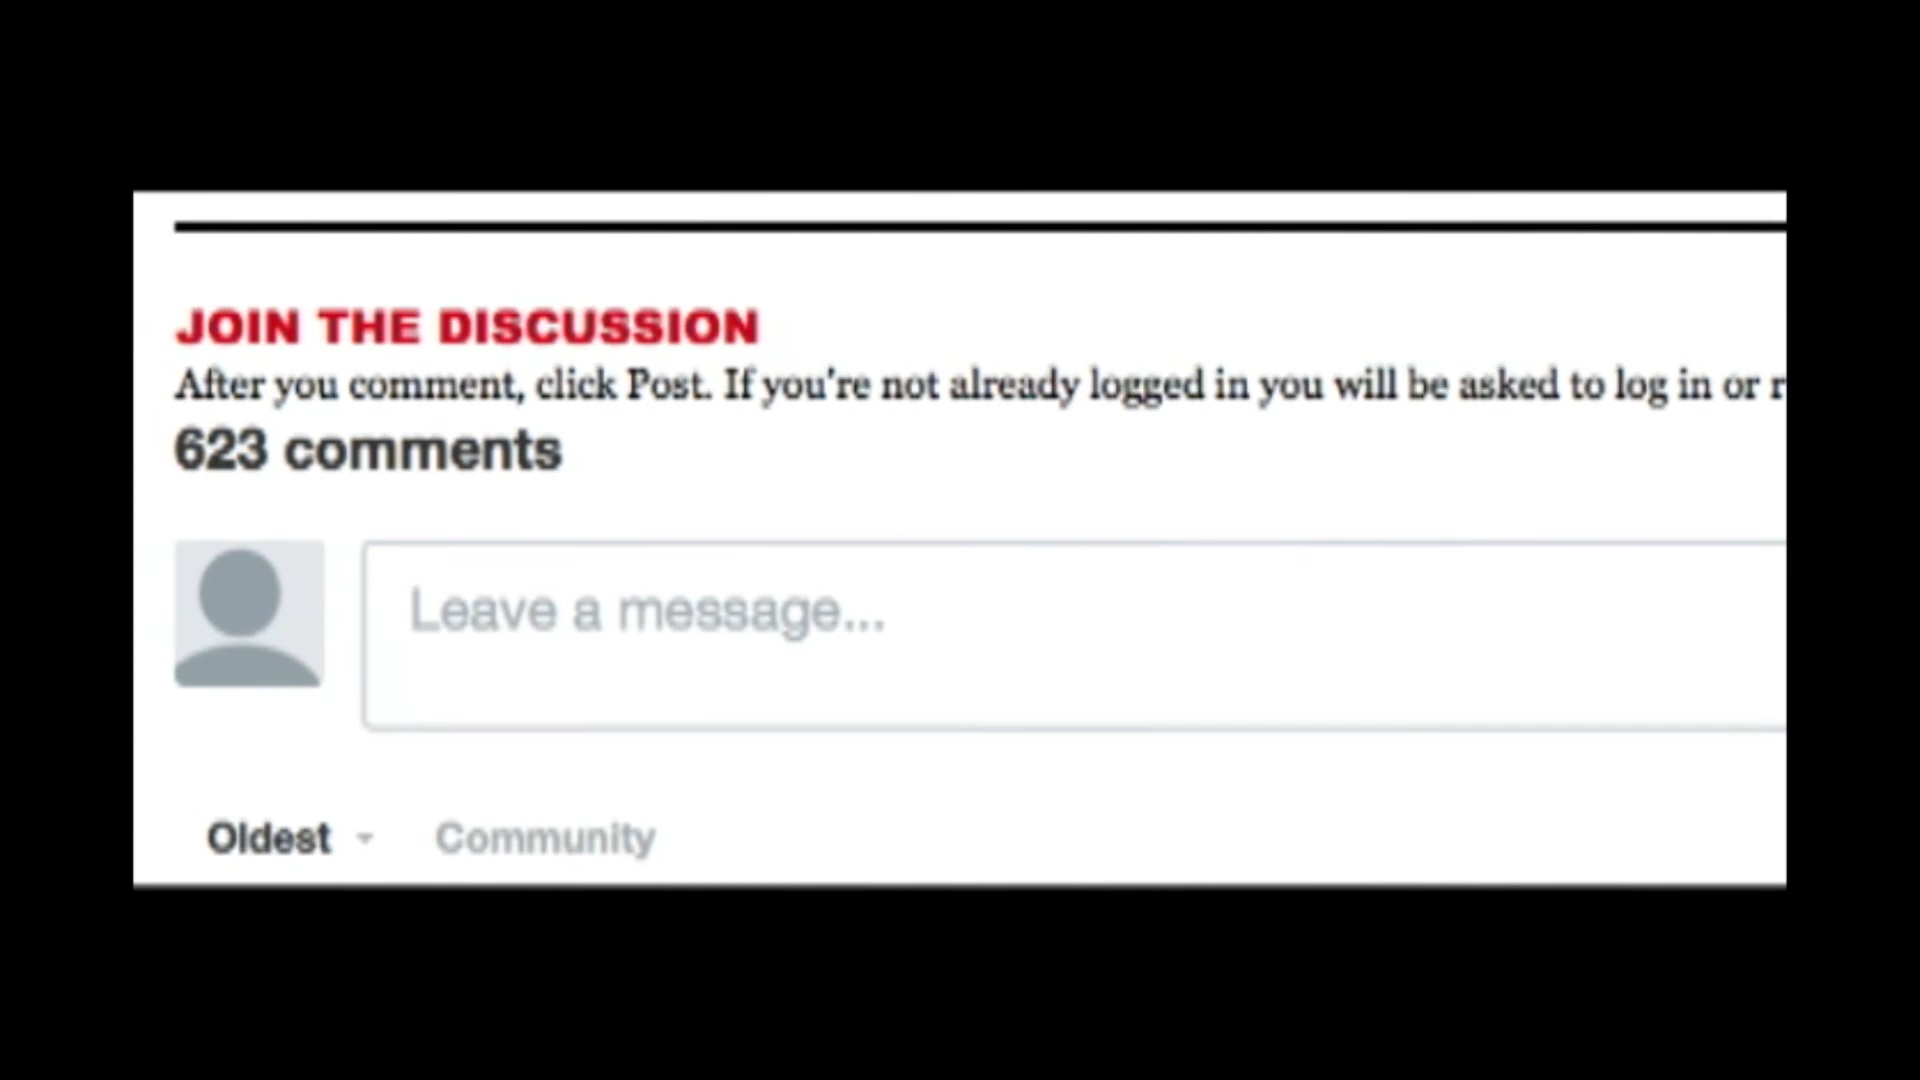 JOIN THE DISCUSSION
After you comment, click Post. If you're not already logged in you will be asked to log in or r
623 comments
Leave a message...
Oldest Community